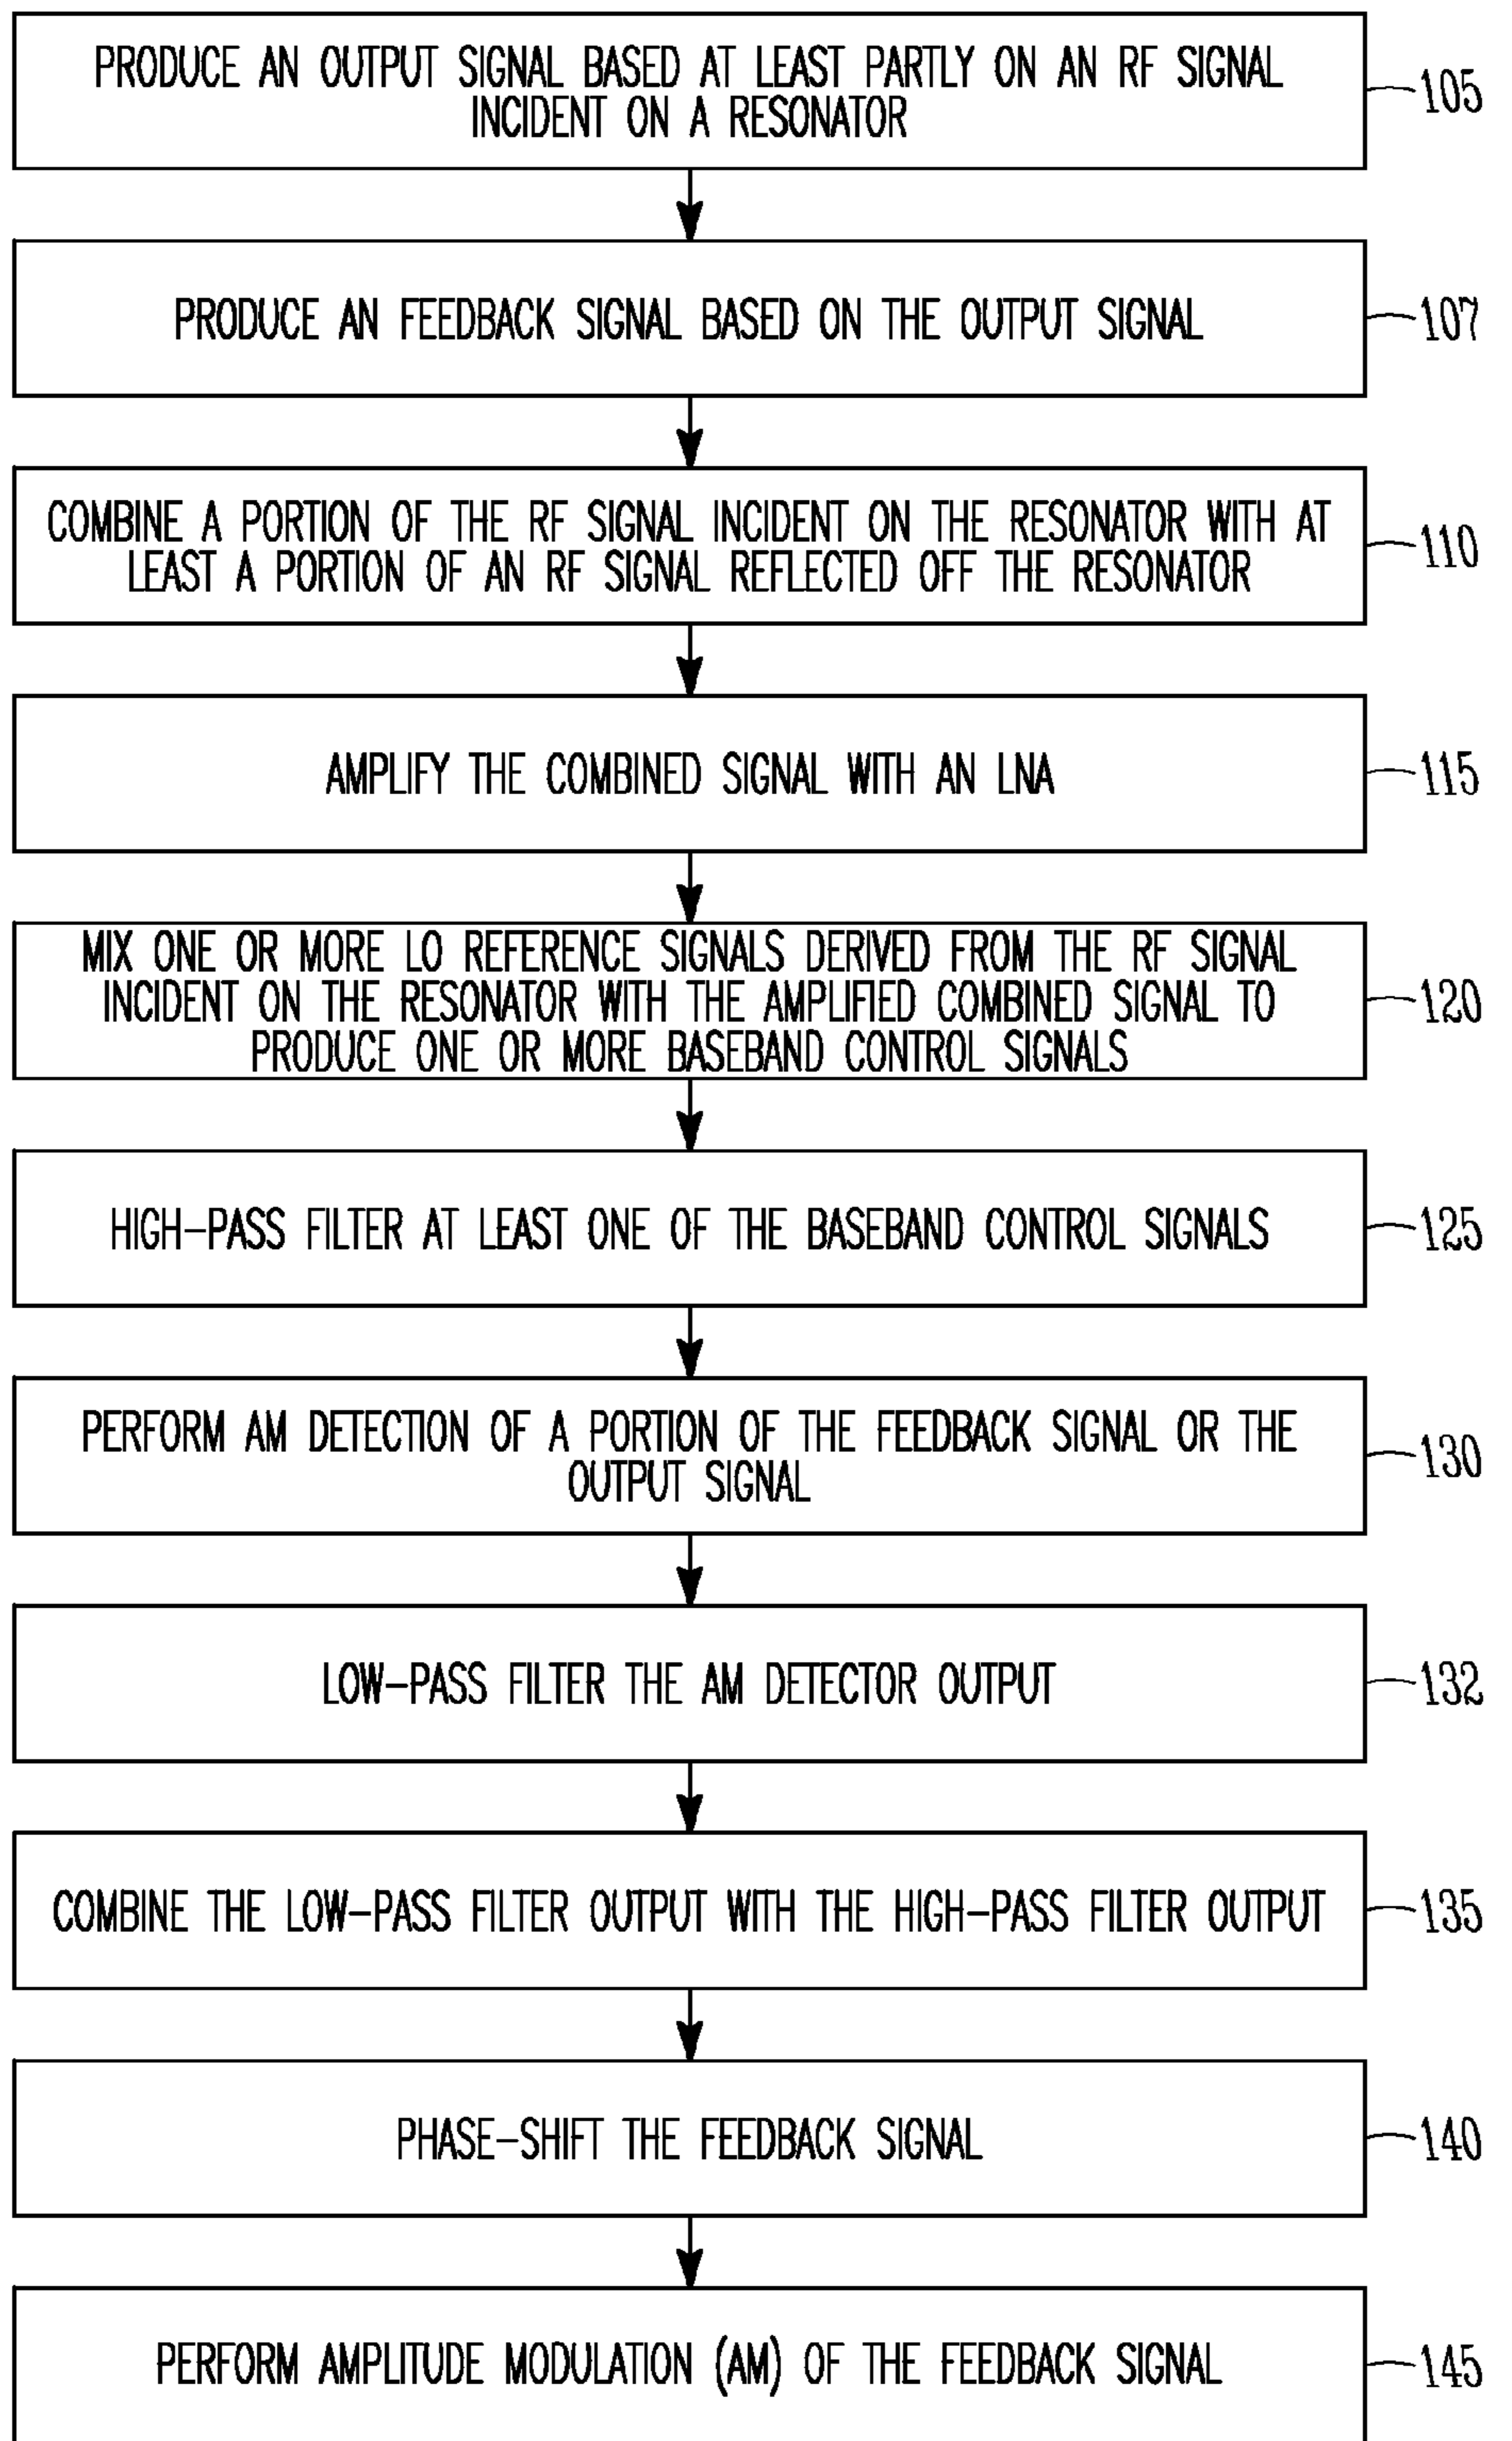 PRODUCE AN OUTPUT SIGNAL BASED AT LEAST PARTLY ON AN RF SIGNAL
INCIDENT ON A RESONATOR
105
PRODUCE AN FEEDBACK SIGNAL BASED ON THE OUTPUT SIGNAL
107
COMBINE A PORTION OF THE RF SIGNAL INCIDENT ON THE RESONATOR WITH AT
LEAST A PORTION OF AN RF SIGNAL REFLECTED OFF THE RESONATOR
110
AMPLIFY THE COMBINED SIGNAL WITH AN LNA
115
MIX ONE OR MORE LO REFERENCE SIGNALS DERIVED FROM THE RF SIGNAL
INCIDENT ON THE RESONATOR WITH THE AMPLIFIED COMBINED SIGNAL TO
PRODUCE ONE OR MORE BASEBAND CONTROL SIGNALS
120
HIGH-PASS FILTER AT LEAST ONE OF THE BASEBAND CONTROL SIGNALS
125
PERFORM AM DETECTION OF A PORTION OF THE FEEDBACK SIGNAL OR THE
OUTPUT SIGNAL
130
LOW-PASS FILTER THE AM DETECTOR OUTPUT
132
COMBINE THE LOW-PASS FILTER OUTPUT WITH THE HIGH-PASS FILTER OUTPUT
135
PHASE-SHIFT THE FEEDBACK SIGNAL
140
PERFORM AMPLITUDE MODULATION (AM) OF THE FEEDBACK SIGNAL
145